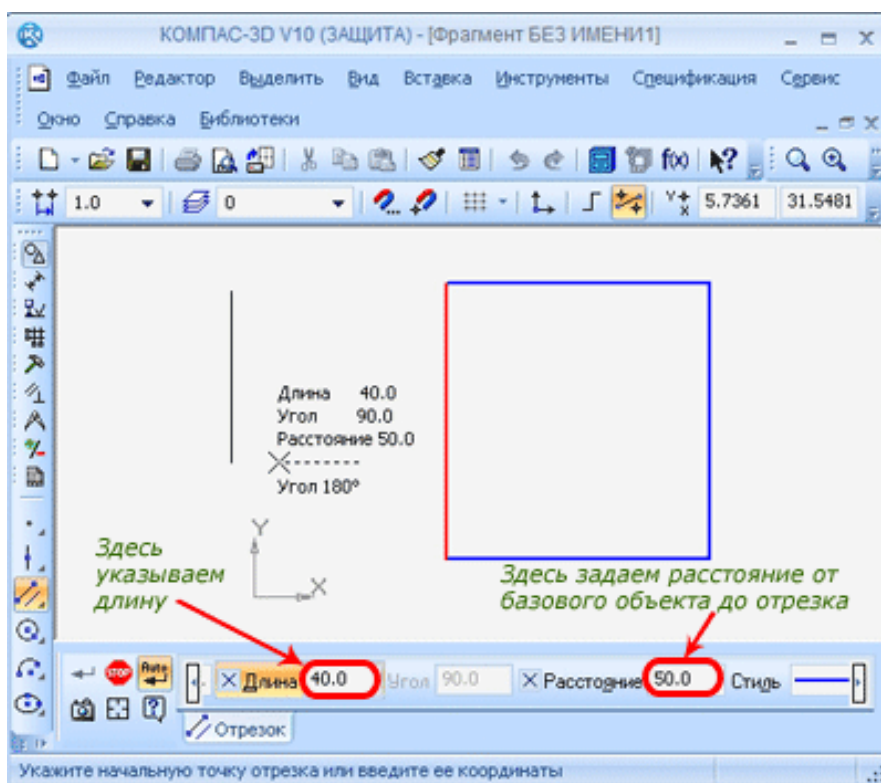 КОМПАС-3D V10 (ЗАЩИТА) - [Фрагмент БЕЗ ИМЕНИ1]
Файл Редактор Выделить Вид Вставка Инструменты Спецификация Сервис
Окно Справка Библиотеки
f(x) ?
1.0 0 Y X 5.7361 31.5481
Длина 40.0
Угол 90.0
Расстояние 50.0
Угол 180°
Y
X
Здесь
указываем
длину
Здесь задаем расстояние от
базового объекта до отрезка
STOP Auto Длина 40.0 Угол 90.0 Расстояние 50.0 Стиль
Отрезок
Укажите начальную точку отрезка или введите ее координаты